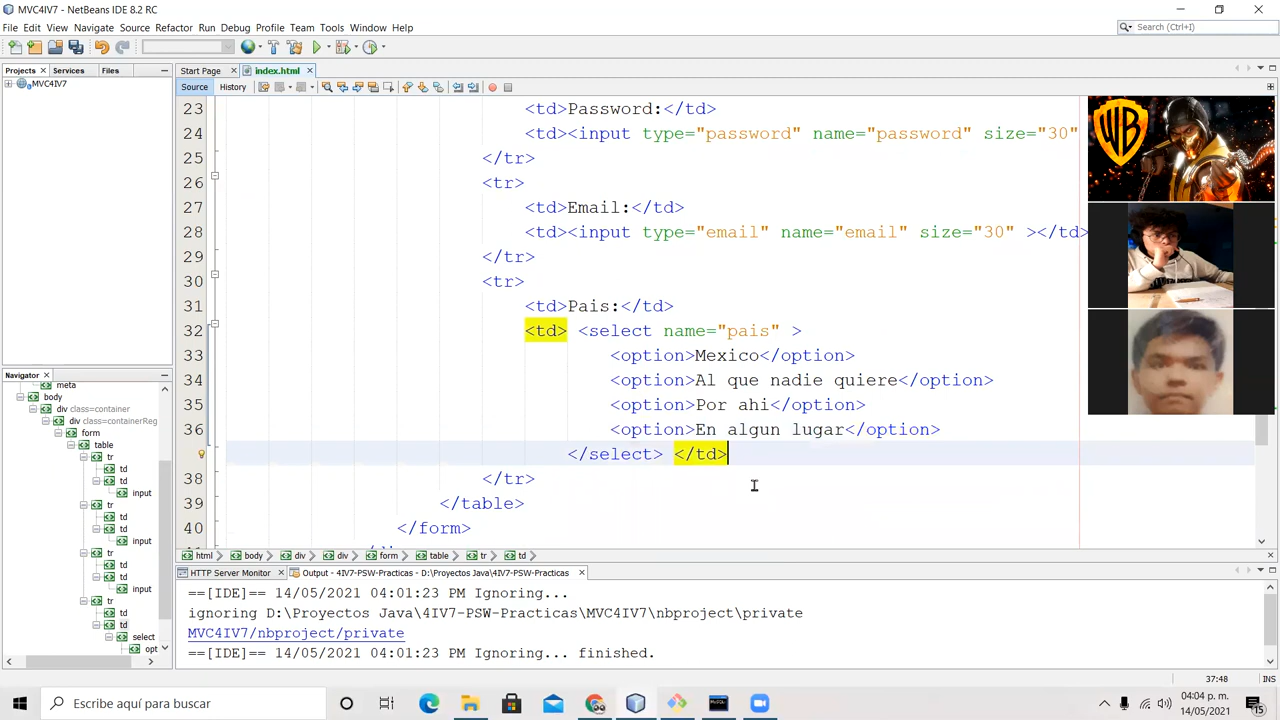 MVC4IV7 - NetBeans IDE 8.2 RC
File Edit View Navigate Source Refactor Run Debug Profile Team Tools Window Help
Search (Ctrl+I)
Projects Services Files
Start Page index.html
MVC4IV7
Source History
23 <td>Password:</td>
24 <td><input type="password" name="password" size="30"
25 </tr>
26 <tr>
27 <td>Email:</td>
28 <td><input type="email" name="email" size="30" ></td>
29 </tr>
30 <tr>
31 <td>Pais:</td>
32 <td> <select name="pais" >
33 <option>Mexico</option>
34 <option>Al que nadie quiere</option>
35 <option>Por ahi</option>
36 <option>En algun lugar</option>
</select> </td>
38 </tr>
39 </table>
40 </form>
WB
Navigator
meta
body
div class=container
div class=containerReg
form
table
tr
td
td
input
tr
td
td
input
tr
td
td
input
tr
td
td
select
opt
html body div div form table tr td
HTTP Server Monitor Output - 4IV7-PSW-Practicas - D:\Proyectos Java\4IV7-PSW-Practicas
==[IDE]== 14/05/2021 04:01:23 PM Ignoring...
ignoring D:\Proyectos Java\4IV7-PSW-Practicas\MVC4IV7\nbproject\private
MVC4IV7/nbproject/private
==[IDE]== 14/05/2021 04:01:23 PM Ignoring... finished.
37:48 INS
Escribe aquí para buscar
04:04 p. m.
14/05/2021
15